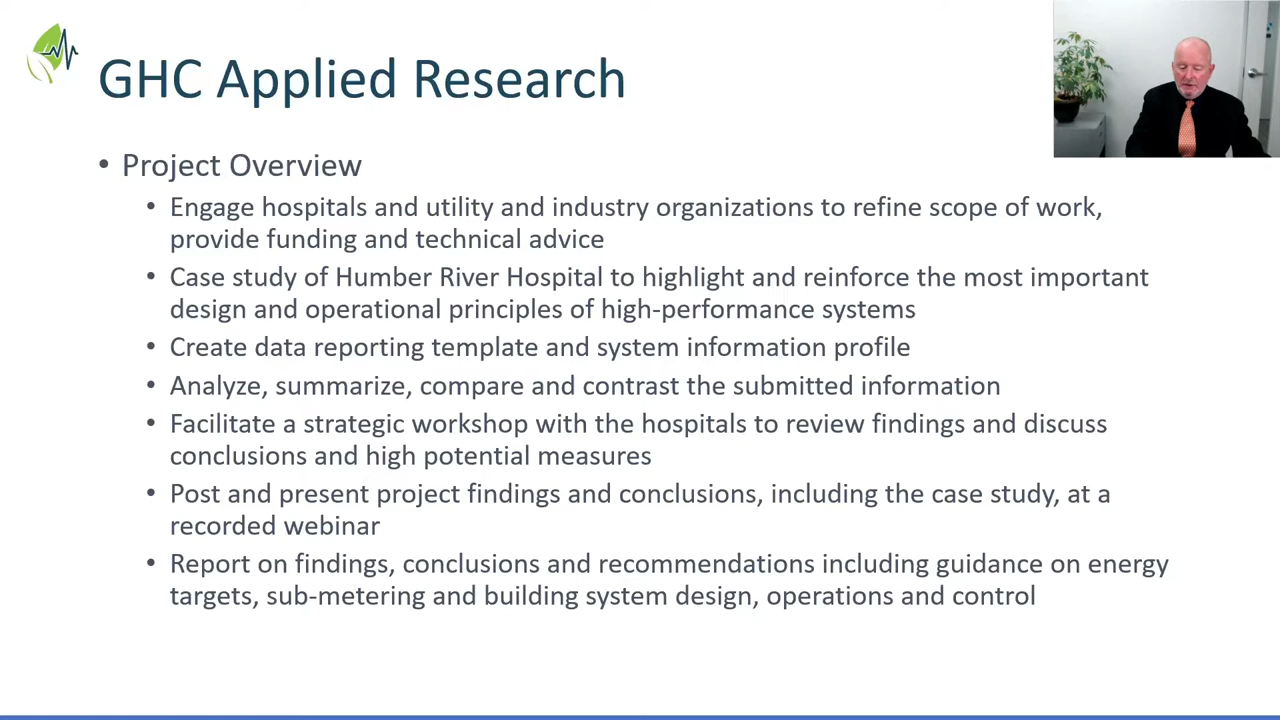 GHC Applied Research
• Project Overview
• Engage hospitals and utility and industry organizations to refine scope of work,
provide funding and technical advice
• Case study of Humber River Hospital to highlight and reinforce the most important
design and operational principles of high-performance systems
• Create data reporting template and system information profile
• Analyze, summarize, compare and contrast the submitted information
• Facilitate a strategic workshop with the hospitals to review findings and discuss
conclusions and high potential measures
• Post and present project findings and conclusions, including the case study, at a
recorded webinar
• Report on findings, conclusions and recommendations including guidance on energy
targets, sub-metering and building system design, operations and control